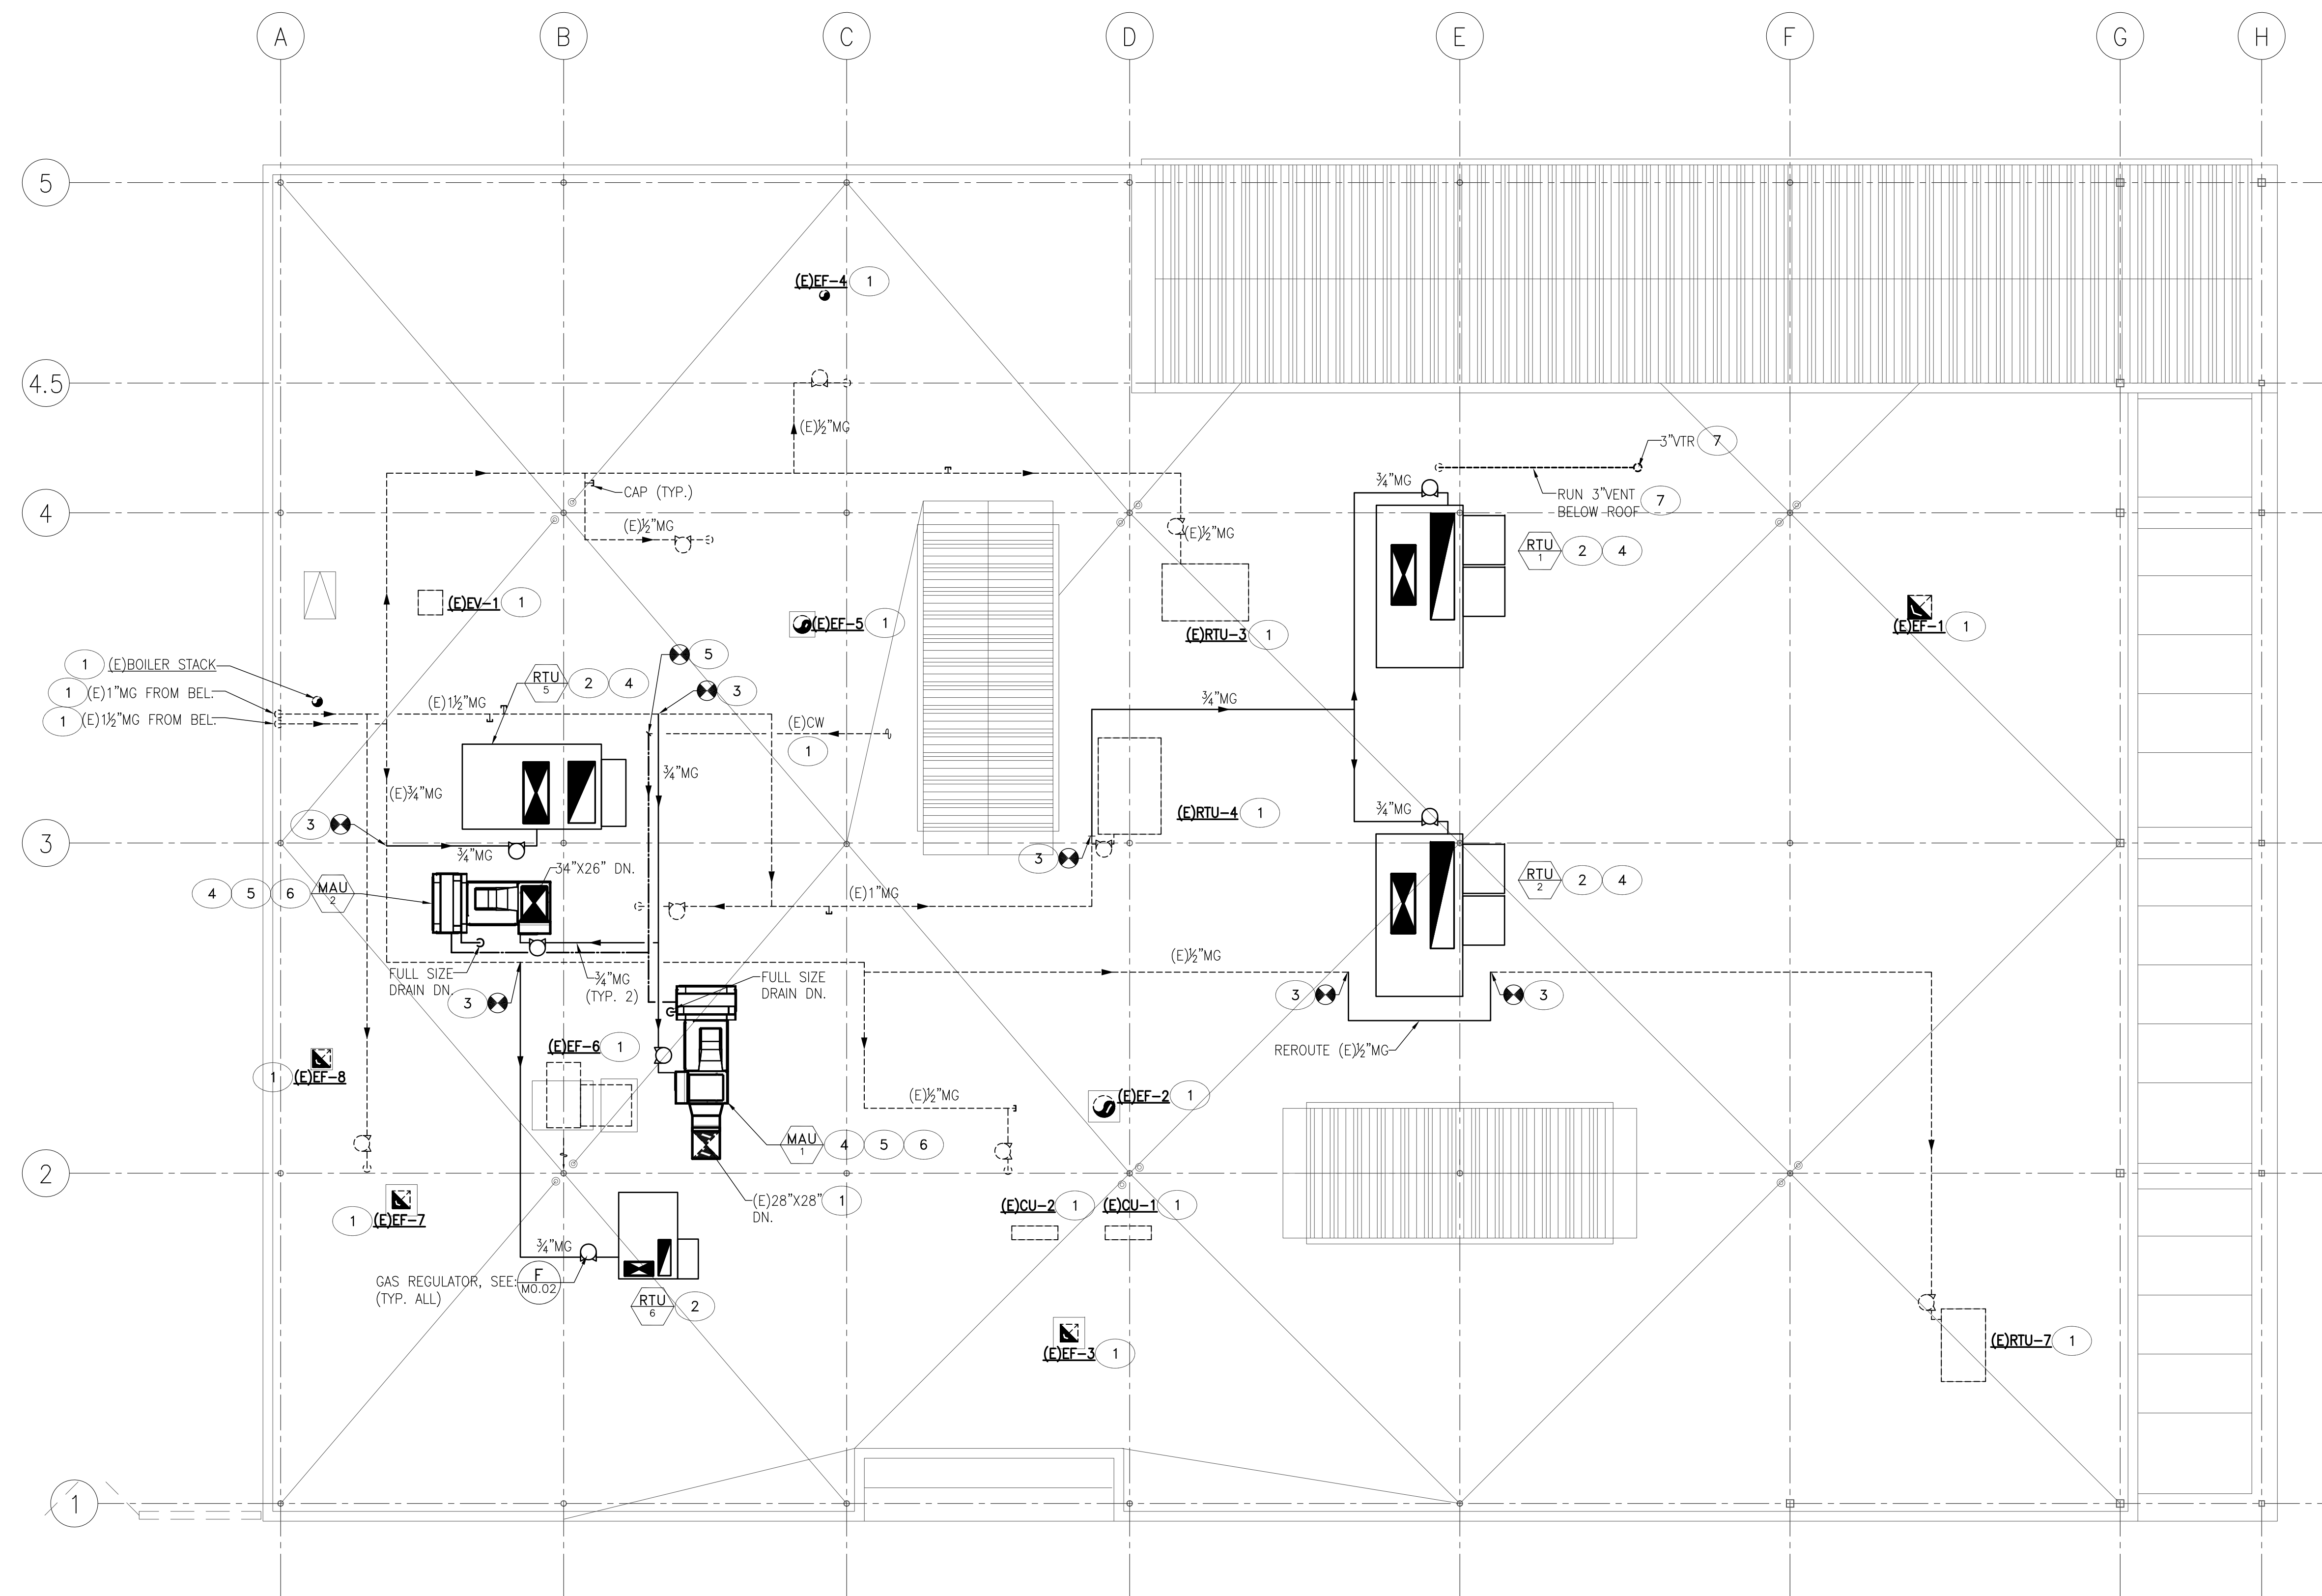 A
B
C
D
E
F
G
H
5
(E)EF-4
1
4.5
(E)½"MG
3"VTR
7
CAP (TYP.)
¾"MG
RUN 3"VENT
BELOW ROOF
7
4
(E)½"MG
(E)½"MG
RTU
1
2
4
(E)EV-1
1
(E)EF-5
1
(E)RTU-3
1
(E)EF-1
1
5
1
(E)BOILER STACK
1
(E)1"MG FROM BEL.
1
(E)1½"MG FROM BEL.
RTU
5
2
4
3
(E)1½"MG
¾"MG
(E)CW
1
¾"MG
(E)¾"MG
(E)RTU-4
1
¾"MG
3
3
¾"MG
3
34"X26" DN.
4
5
6
MAU
2
(E)1"MG
RTU
2
2
4
FULL SIZE
DRAIN DN.
3
¾"MG
(TYP. 2)
FULL SIZE
DRAIN DN.
(E)½"MG
3
3
REROUTE (E)½"MG
(E)EF-6
1
1
(E)EF-8
(E)½"MG
(E)EF-2
1
MAU
1
4
5
6
2
(E)28"X28"
DN.
1
1
(E)EF-7
(E)CU-2
1
(E)CU-1
1
¾"MG
GAS REGULATOR, SEE:
(TYP. ALL)
F
M0.02
RTU
6
2
(E)EF-3
1
(E)RTU-7
1
1